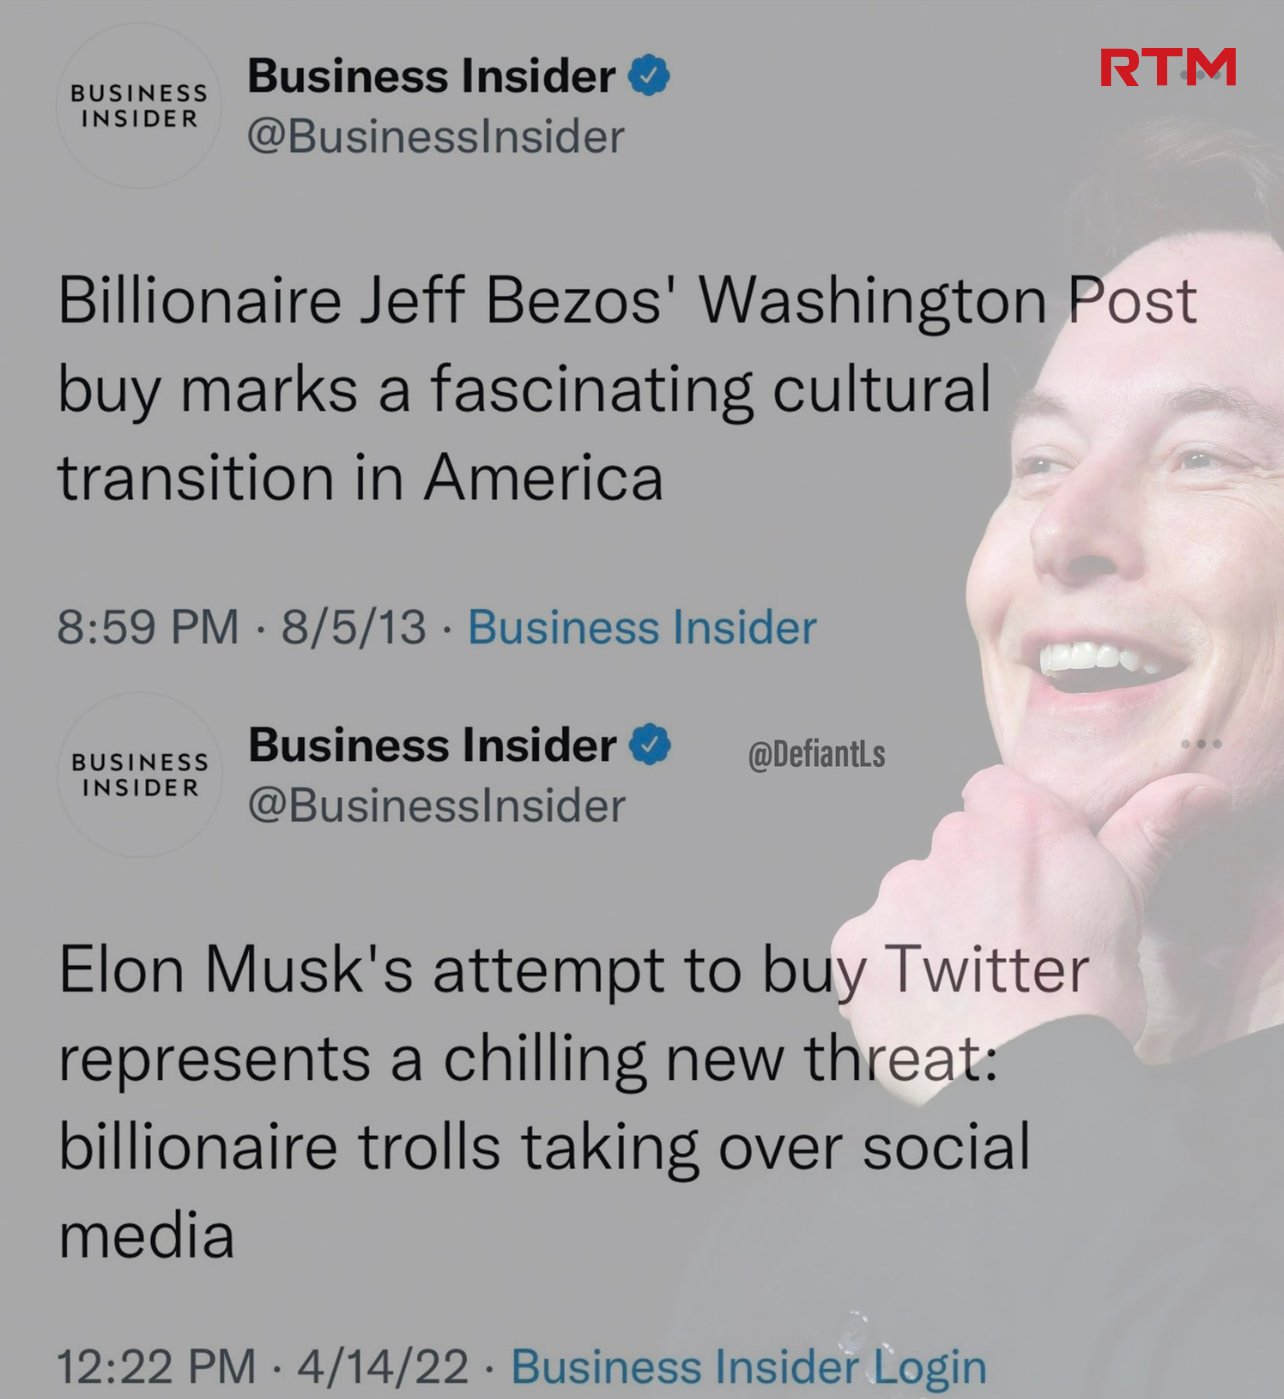 BUSINESS
INSIDER
Business Insider
@BusinessInsider
RTM
Billionaire Jeff Bezos' Washington Post
buy marks a fascinating cultural
transition in America
8:59 PM · 8/5/13 · Business Insider
BUSINESS
INSIDER
Business Insider
@BusinessInsider
@DefiantLs
Elon Musk's attempt to buy Twitter
represents a chilling new threat:
billionaire trolls taking over social
media
12:22 PM · 4/14/22 · Business Insider Login